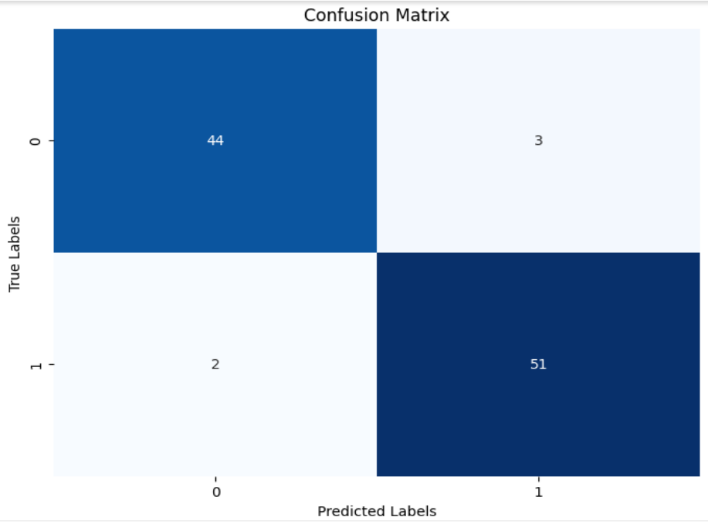 Confusion Matrix
0
44
3
True Labels
1
2
51
0
1
Predicted Labels